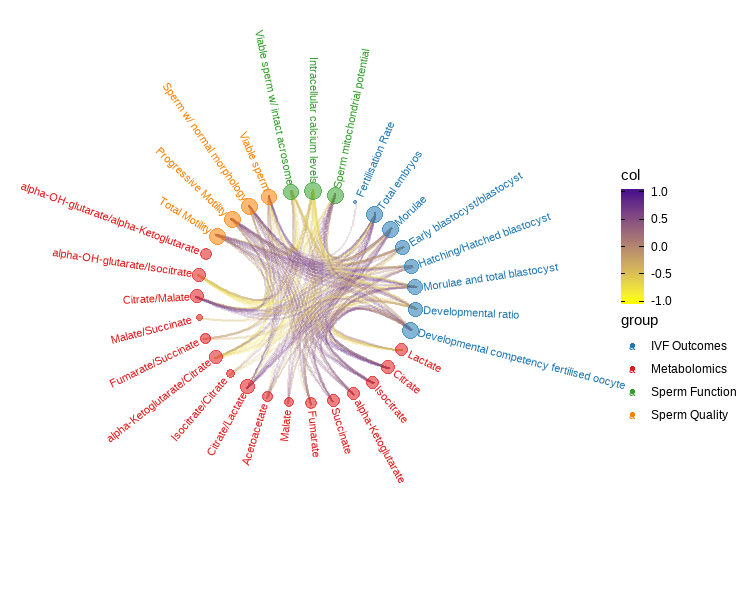 Viable sperm w/ intact acrosome
Intracellular calcium levels
Sperm mitochondrial potential
Fertilisation Rate
Total embryos
Morulae
Early blastocyst/blastocyst
Hatching/Hatched blastocyst
Morulae and total blastocyst
Developmental ratio
Developmental competency fertilised oocyte
Lactate
Citrate
Isocitrate
alpha-Ketoglutarate
Succinate
Fumarate
Malate
Acetoacetate
Citrate/Lactate
Isocitrate/Citrate
alpha-Ketoglutarate/Citrate
Fumarate/Succinate
Malate/Succinate
Citrate/Malate
alpha-OH-glutarate/Isocitrate
alpha-OH-glutarate/alpha-Ketoglutarate
Total Motility
Progressive Motility
Sperm w/ normal morphology
Viable sperm
col
1.0
0.5
0.0
-0.5
-1.0
group
IVF Outcomes
Metabolomics
Sperm Function
Sperm Quality